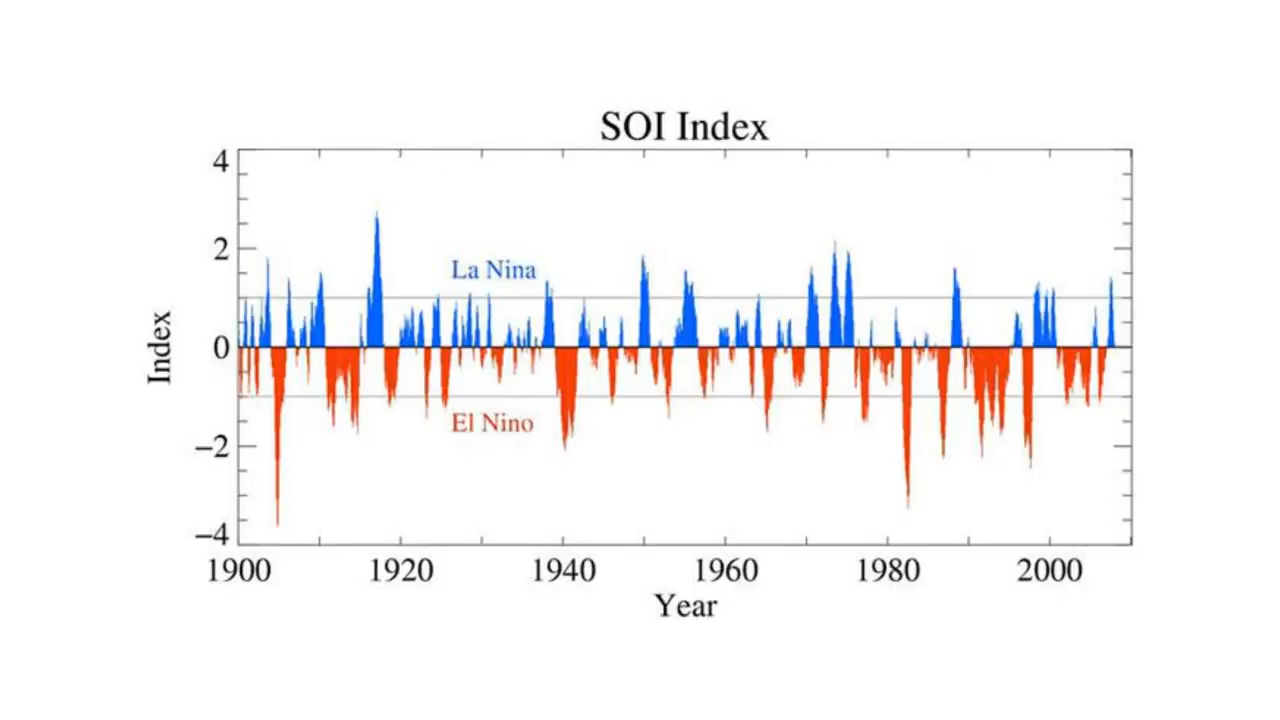 SOI Index
4
2
La Nina
0
Index
El Nino
−2
−4
1900 1920 1940 1960 1980 2000
Year